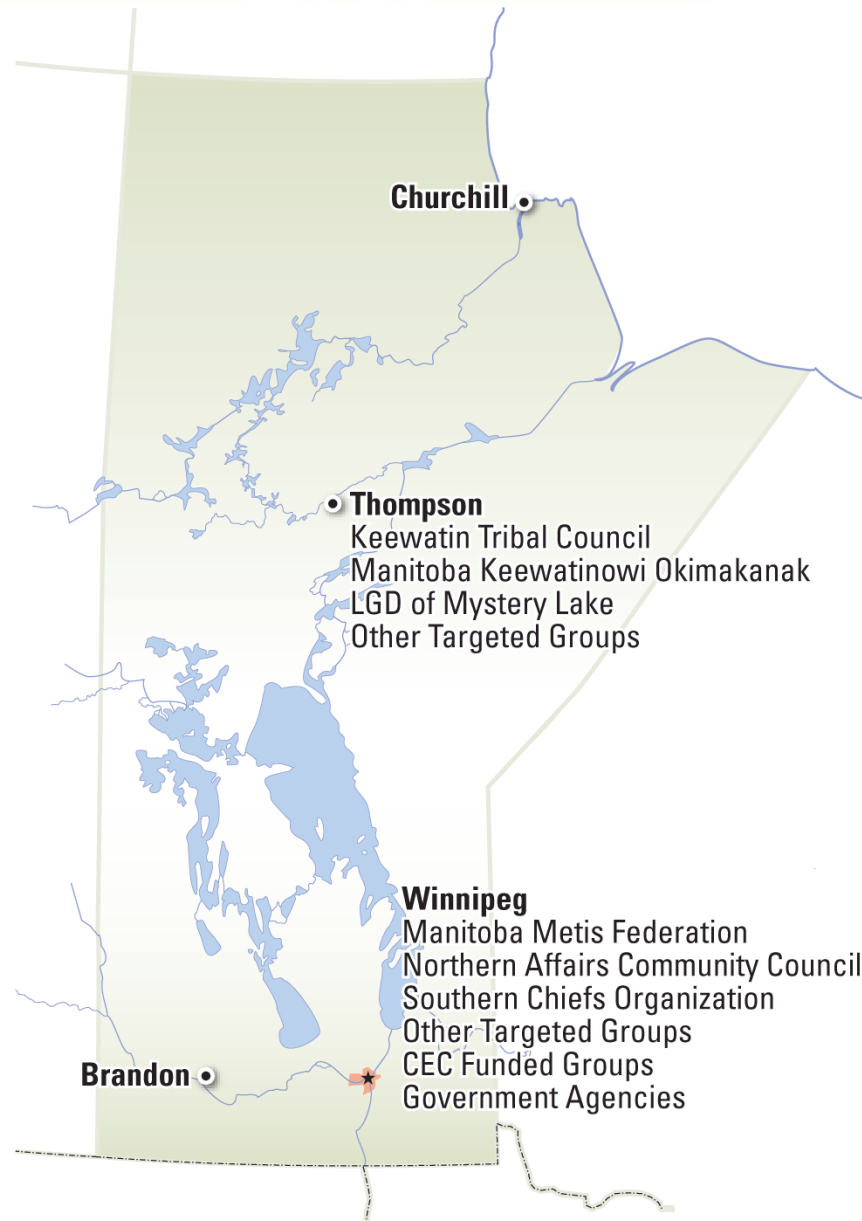 Churchill
Thompson
Keewatin Tribal Council
Manitoba Keewatinowi Okimakanak
LGD of Mystery Lake
Other Targeted Groups
Winnipeg
Manitoba Metis Federation
Northern Affairs Community Council
Southern Chiefs Organization
Other Targeted Groups
CEC Funded Groups
Government Agencies
Brandon